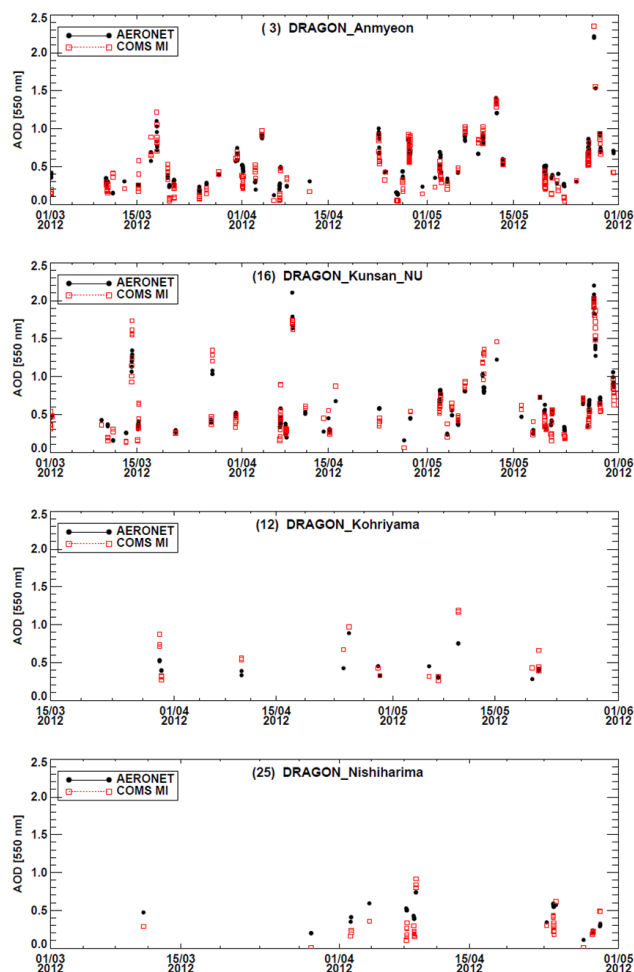 ( 3) DRAGON_Anmyeon
AERONET
COMS MI
AOD [550 nm]
2.5
2.0
1.5
1.0
0.5
0.0
01/03 15/03 01/04 15/04 01/05 15/05 01/06
2012 2012 2012 2012 2012 2012 2012
(16) DRAGON_Kunsan_NU
AERONET
COMS MI
AOD [550 nm]
2.5
2.0
1.5
1.0
0.5
0.0
01/03 15/03 01/04 15/04 01/05 15/05 01/06
2012 2012 2012 2012 2012 2012 2012
(12) DRAGON_Kohriyama
AERONET
COMS MI
AOD [550 nm]
2.5
2.0
1.5
1.0
0.5
0.0
15/03 01/04 15/04 01/05 15/05 01/06
2012 2012 2012 2012 2012 2012
(25) DRAGON_Nishiharima
AERONET
COMS MI
AOD [550 nm]
2.5
2.0
1.5
1.0
0.5
0.0
01/03 15/03 01/04 15/04 01/05
2012 2012 2012 2012 2012